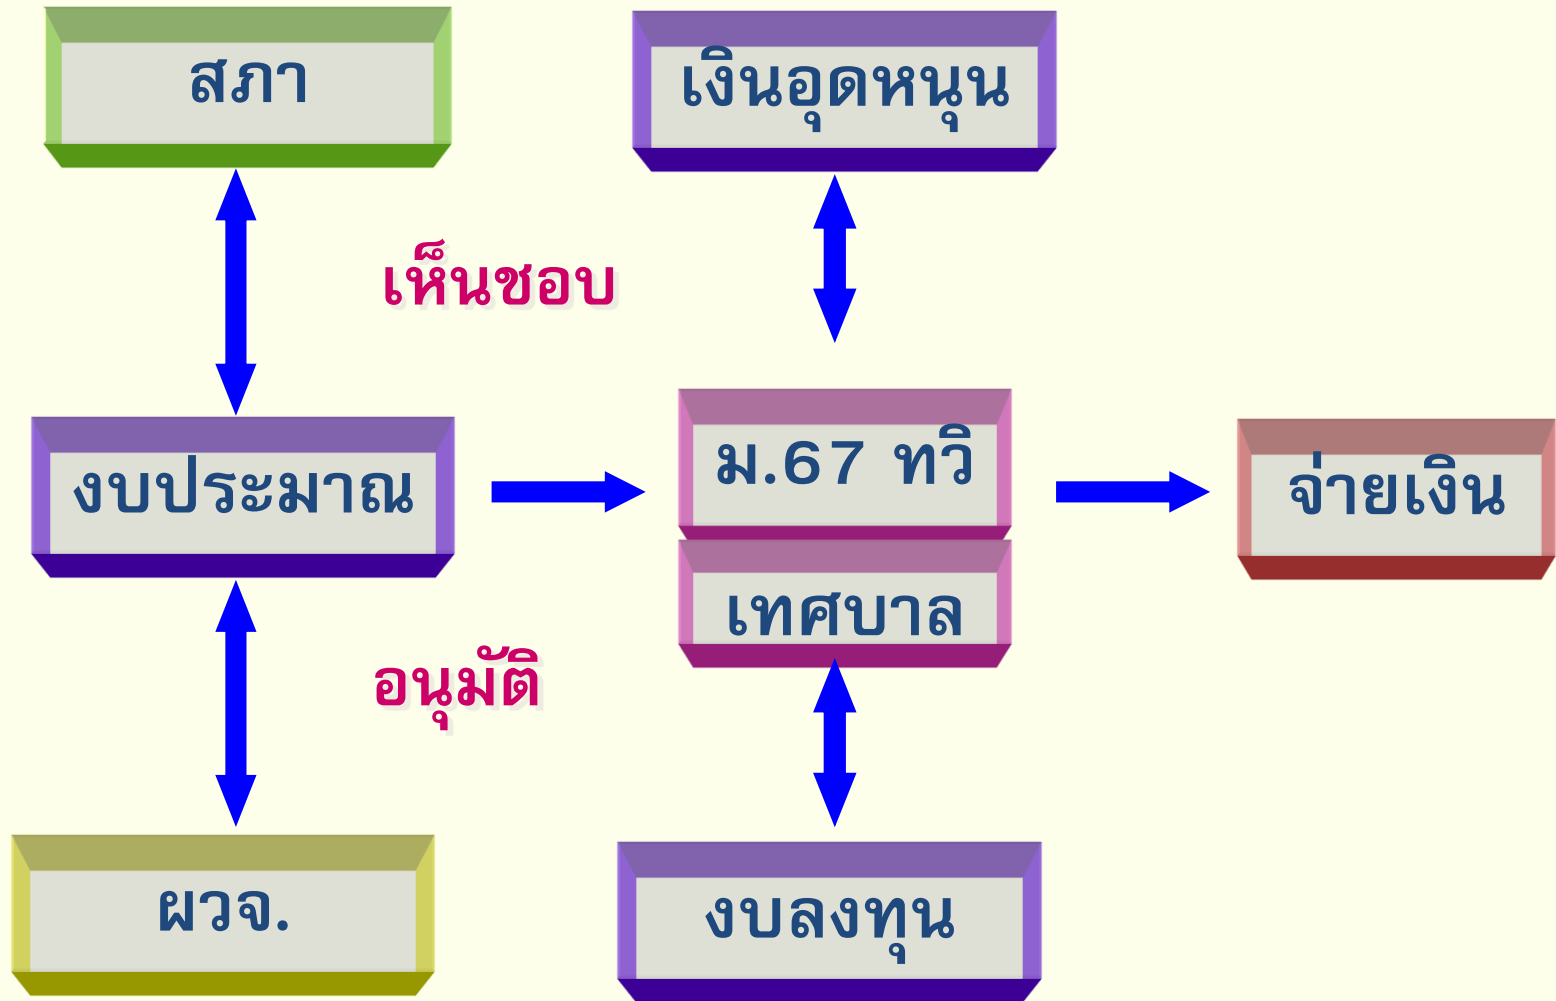 สภา
เงินอุดหนุน
เห็นชอบ
งบประมาณ
ม.67 ทวิ
เทศบาล
จ่ายเงิน
อนุมัติ
ผวจ.
งบลงทุน